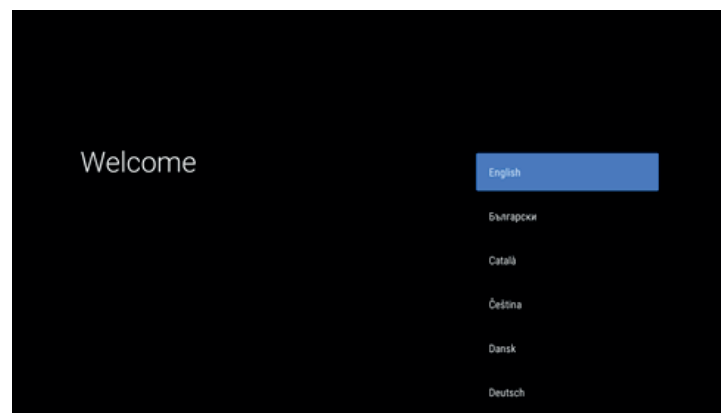 Welcome
English
Български
Català
Čeština
Dansk
Deutsch